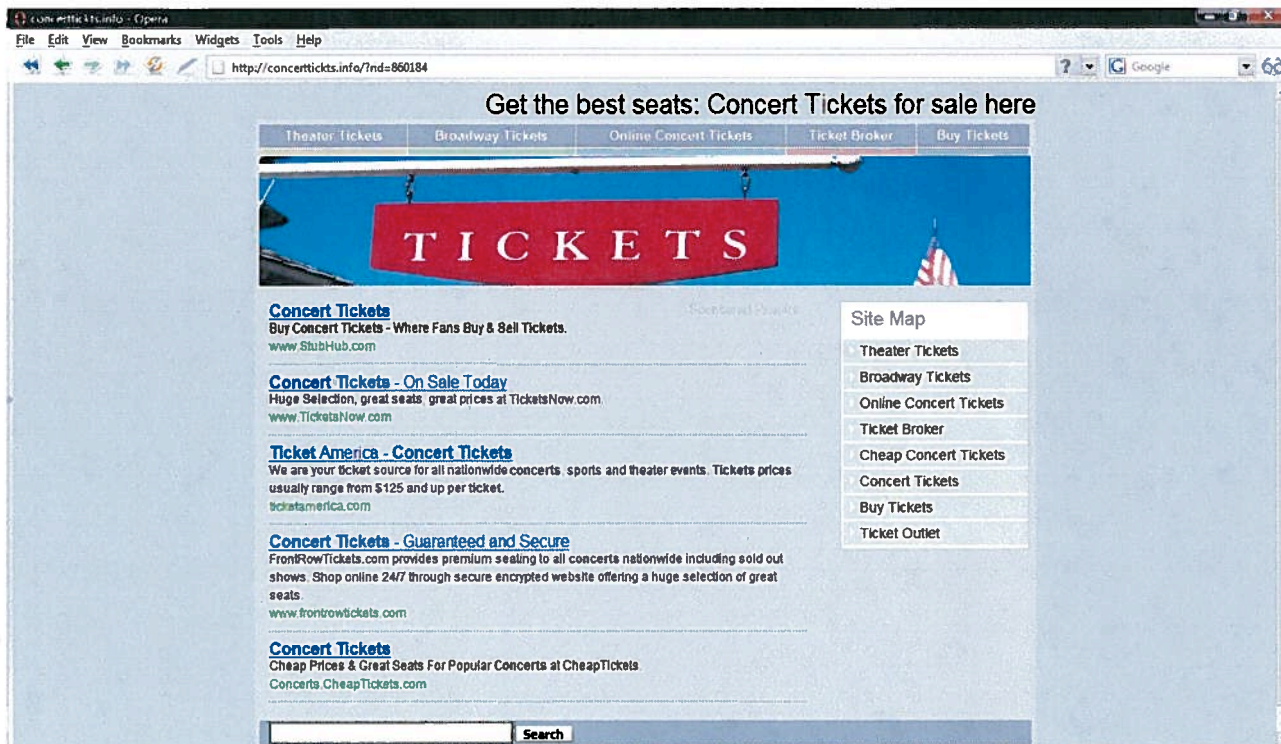 concerttickts.info - Opera
File Edit View Bookmarks Widgets Tools Help
http://concerttickts.info/?nd=860184
? G Google
Get the best seats: Concert Tickets for sale here
Theater Tickets Broadway Tickets Online Concert Tickets Ticket Broker Buy Tickets
TICKETS
Concert Tickets
Buy Concert Tickets - Where Fans Buy & Sell Tickets.
www.StubHub.com
Concert Tickets - On Sale Today
Huge Selection, great seats, great prices at TicketsNow.com.
www.TicketsNow.com
Ticket America - Concert Tickets
We are your ticket source for all nationwide concerts, sports and theater events. Tickets prices
usually range from $125 and up per ticket.
ticketamerica.com
Concert Tickets - Guaranteed and Secure
FrontRowTickets.com provides premium seating to all concerts nationwide including sold out
shows. Shop online 24/7 through secure encrypted website offering a huge selection of great
seats.
www.frontrowtickets.com
Concert Tickets
Cheap Prices & Great Seats For Popular Concerts at CheapTickets.
Concerts.CheapTickets.com
Site Map
Theater Tickets
Broadway Tickets
Online Concert Tickets
Ticket Broker
Cheap Concert Tickets
Concert Tickets
Buy Tickets
Ticket Outlet
Search